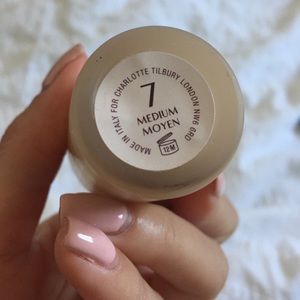 MADE IN ITALY FOR CHARLOTTE TILBURY LONDON NW6 6RD
7
MEDIUM
MOYEN
12M